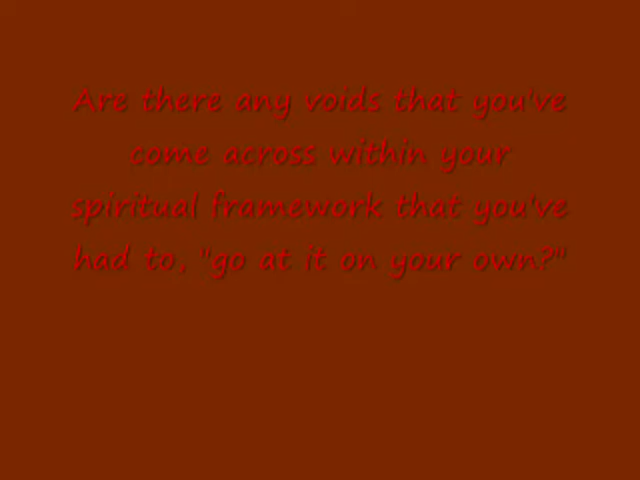 Are there any voids that you've
come across within your
spiritual framework that you've
had to, "go at it on your own?"